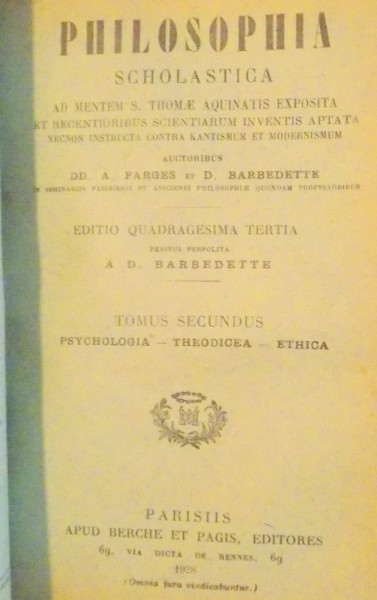 PHILOSOPHIA
SCHOLASTICA
AD MENTEM S. THOMÆ AQUINATIS EXPOSITA
ET RECENTIORIBUS SCIENTIARUM INVENTIS APTATA
NECNON INSTRUCTA CONTRA KANTISMUM ET MODERNISMUM
AUCTORIBUS
DD A. FARGES ET D. BARBEDETTE
IN SEMINARIIS PARISIENSI ET ANICIENSI PHILOSOPHIÆ QUONDAM PROFESSORIBUS
EDITIO QUADRAGESIMA TERTIA
PENITUS PERPOLITA
A D. BARBEDETTE
TOMUS SECUNDUS
PSYCHOLOGIA — THEODICEA — ETHICA
PARISIIS
APUD BERCHE ET PAGIS, EDITORES
69, VIA DICTA DE RENNES, 69
1928
(Omnia jura vindicabuntur.)